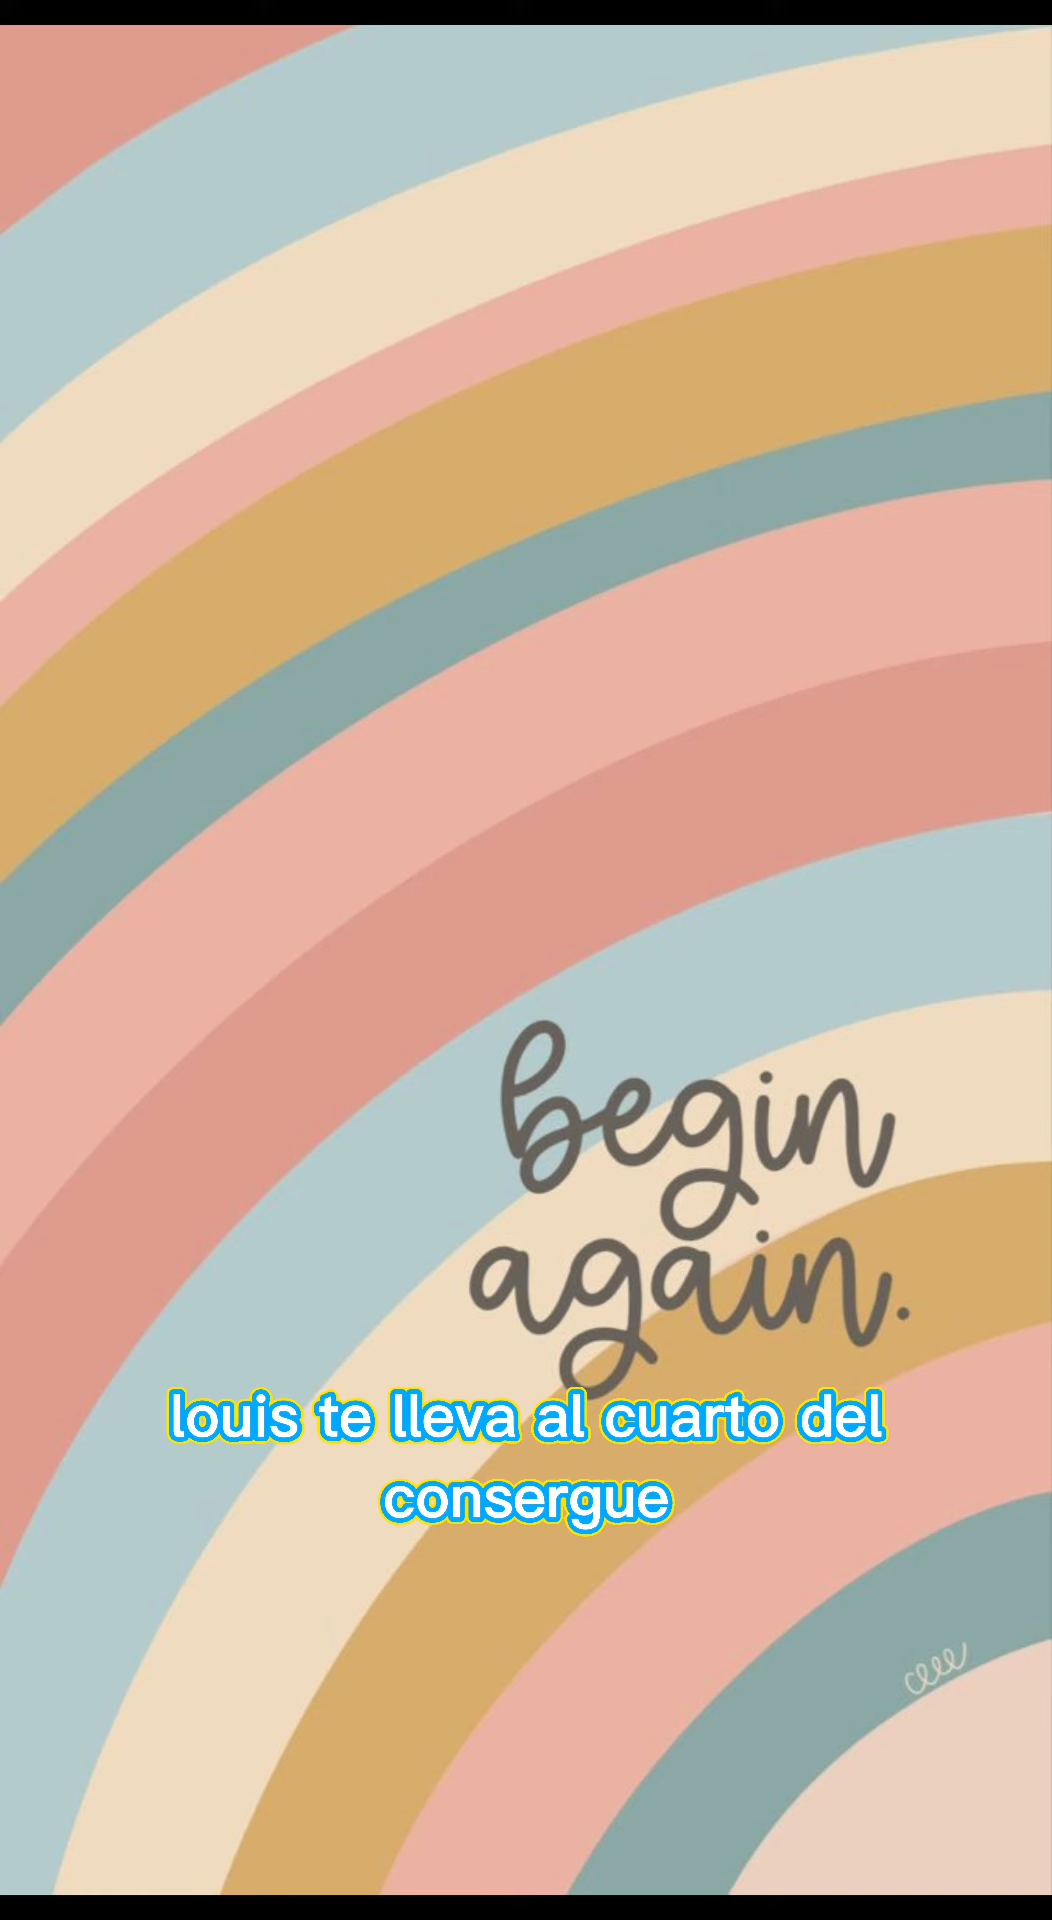 begin
again.
louis te lleva al cuarto del
consergue